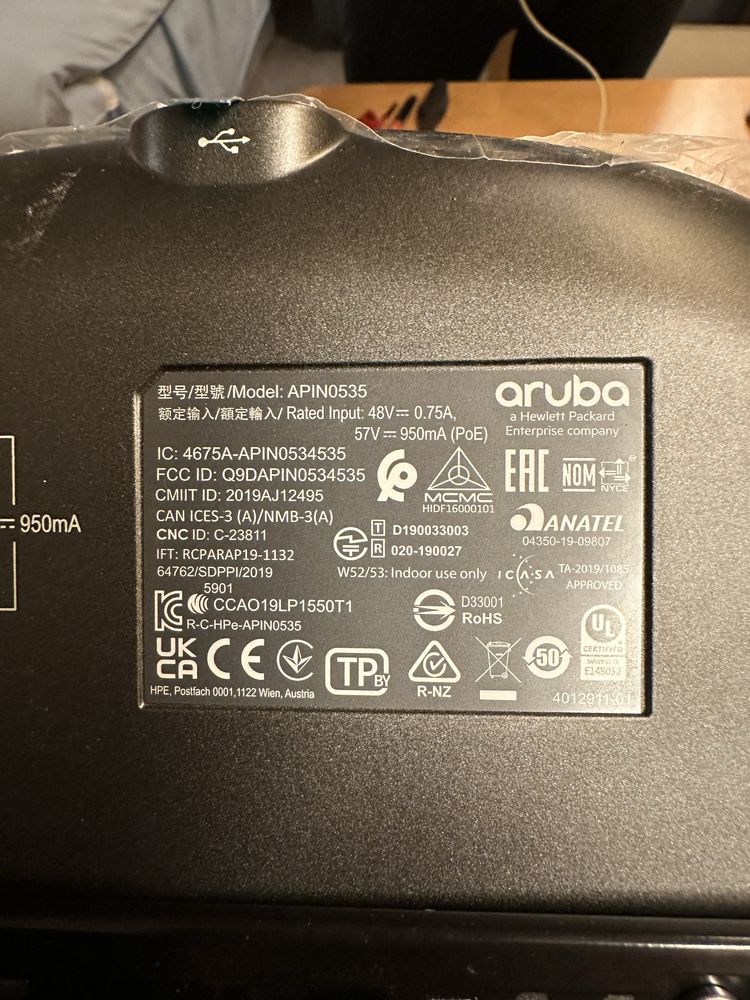 型号/型號/Model: APIN0535
额定输入/額定輸入/ Rated Input: 48V⎓ 0.75A,
57V⎓ 950mA (PoE)
aruba
a Hewlett Packard
Enterprise company
IC: 4675A-APIN0534535
FCC ID: Q9DAPIN0534535
CMIIT ID: 2019AJ12495
CAN ICES-3 (A)/NMB-3(A)
CNC ID: C-23811
IFT: RCPARAP19-1132
64762/SDPPI/2019
5901
MCMC
HIDF16000101
EAC
NOM
NYCE
T D190033003
R 020-190027
W52/53: Indoor use only
ANATEL
04350-19-09807
ICASA
TA-2019/1085
APPROVED
⎓ 950mA
CCAO19LP1550T1
R-C-HPe-APIN0535
D33001
RoHS
UL
CERTIFIED
E148052
UK
CA
CE
TP
BY
R-NZ
50
HPE, Postfach 0001,1122 Wien, Austria
4012911-01